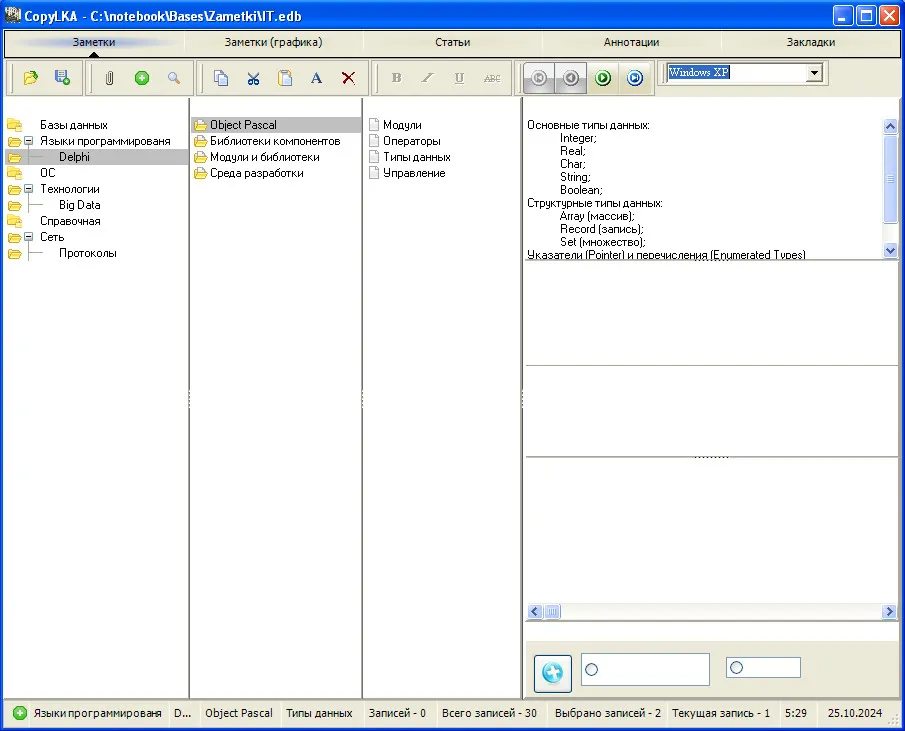 CopyLKA - C:\notebook\Bases\Zametki\IT.edb
Заметки
Заметки (графика)
Статьи
Аннотации
Закладки
B
I
U
ABC
Windows XP
Базы данных
Языки программированя
Delphi
ОС
Технологии
Big Data
Справочная
Сеть
Протоколы
Object Pascal
Библиотеки компонентов
Модули и библиотеки
Среда разработки
Модули
Операторы
Типы данных
Управление
Основные типы данных:
Integer;
Real;
Char;
String;
Boolean;
Структурные типы данных:
Array (массив);
Record (запись);
Set (множество);
Указатели (Pointer) и перечисления (Enumerated Types)
Языки программированя
D...
Object Pascal
Типы данных
Записей - 0
Всего записей - 30
Выбрано записей - 2
Текущая запись - 1
5:29
25.10.2024